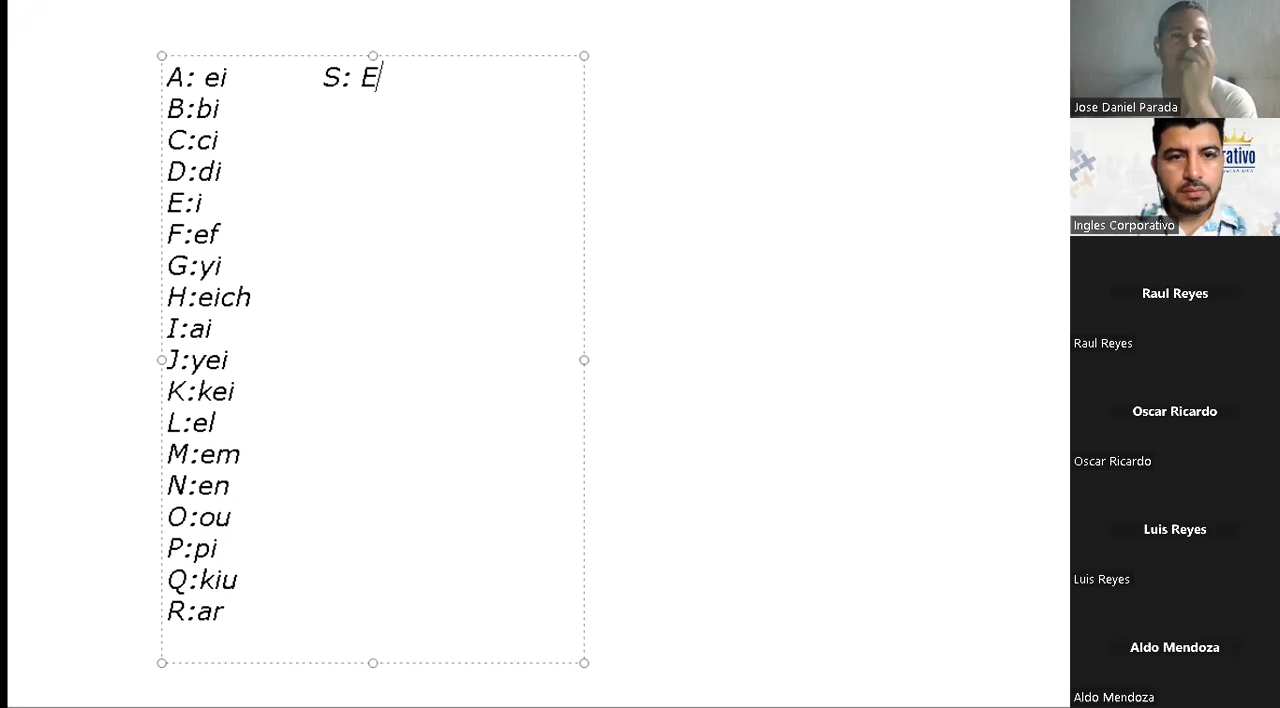 A: ei S: E
B:bi
C:ci
D:di
E:i
F:ef
G:yi
H:eich
I:ai
J:yei
K:kei
L:el
M:em
N:en
O:ou
P:pi
Q:kiu
R:ar
Jose Daniel Parada
rativo
Ingles Corporativo
Raul Reyes
Raul Reyes
Oscar Ricardo
Oscar Ricardo
Luis Reyes
Luis Reyes
Aldo Mendoza
Aldo Mendoza